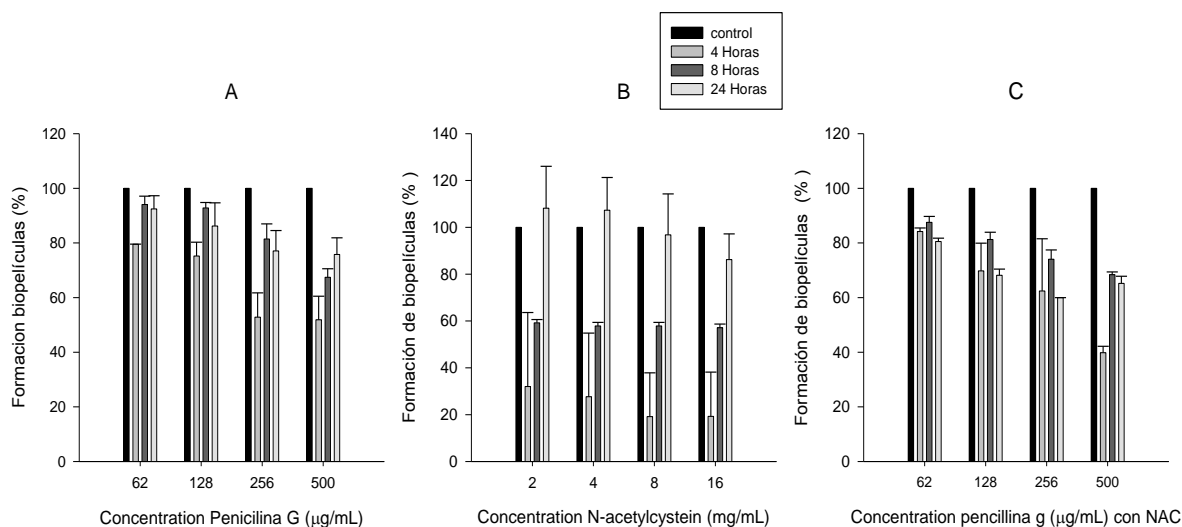 control
4 Horas
8 Horas
24 Horas
A
B
C
Formacion biopelículas (%)
120
100
80
60
40
20
0
62 128 256 500
Concentration Penicilina G (μg/mL)
Formación de biopelículas (% )
140
120
100
80
60
40
20
0
2 4 8 16
Concentration N-acetylcystein (mg/mL)
Formación de biopelículas (%)
120
100
80
60
40
20
0
62 128 256 500
Concentration pencillina g (μg/mL) con NAC